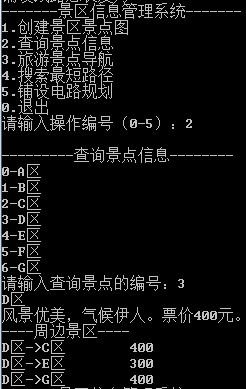 --------景区信息管理系统--------
1.创建景区景点图
2.查询景点信息
3.旅游景点导航
4.搜索最短路径
5.铺设电路规划
0.退出
请输入操作编号（0-5）：2
----------查询景点信息---------
0-A区
1-B区
2-C区
3-D区
4-E区
5-F区
6-G区
请输入查询景点的编号：3
D区
风景优美，气候伊人。票价400元。
----周边景区----
D区->C区 400
D区->E区 300
D区->G区 400